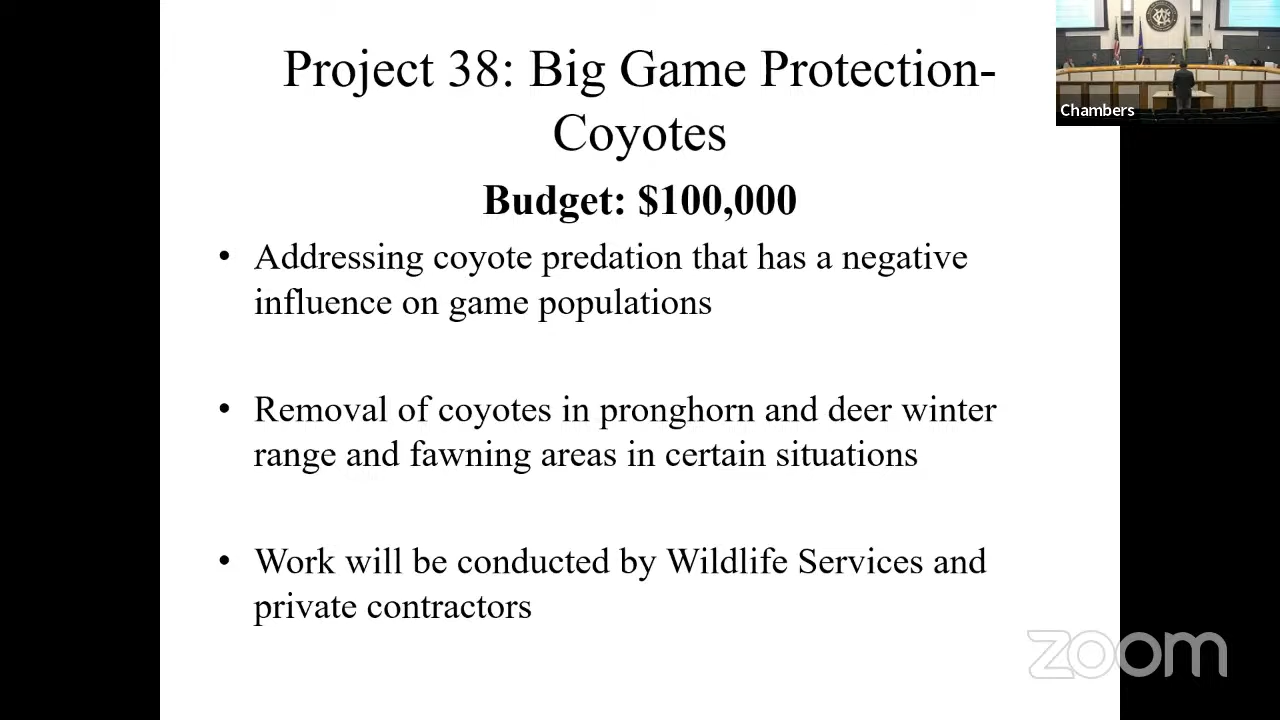 Project 38: Big Game Protection-
Coyotes
Budget: $100,000
• Addressing coyote predation that has a negative
influence on game populations
• Removal of coyotes in pronghorn and deer winter
range and fawning areas in certain situations
• Work will be conducted by Wildlife Services and
private contractors
Chambers
zoom